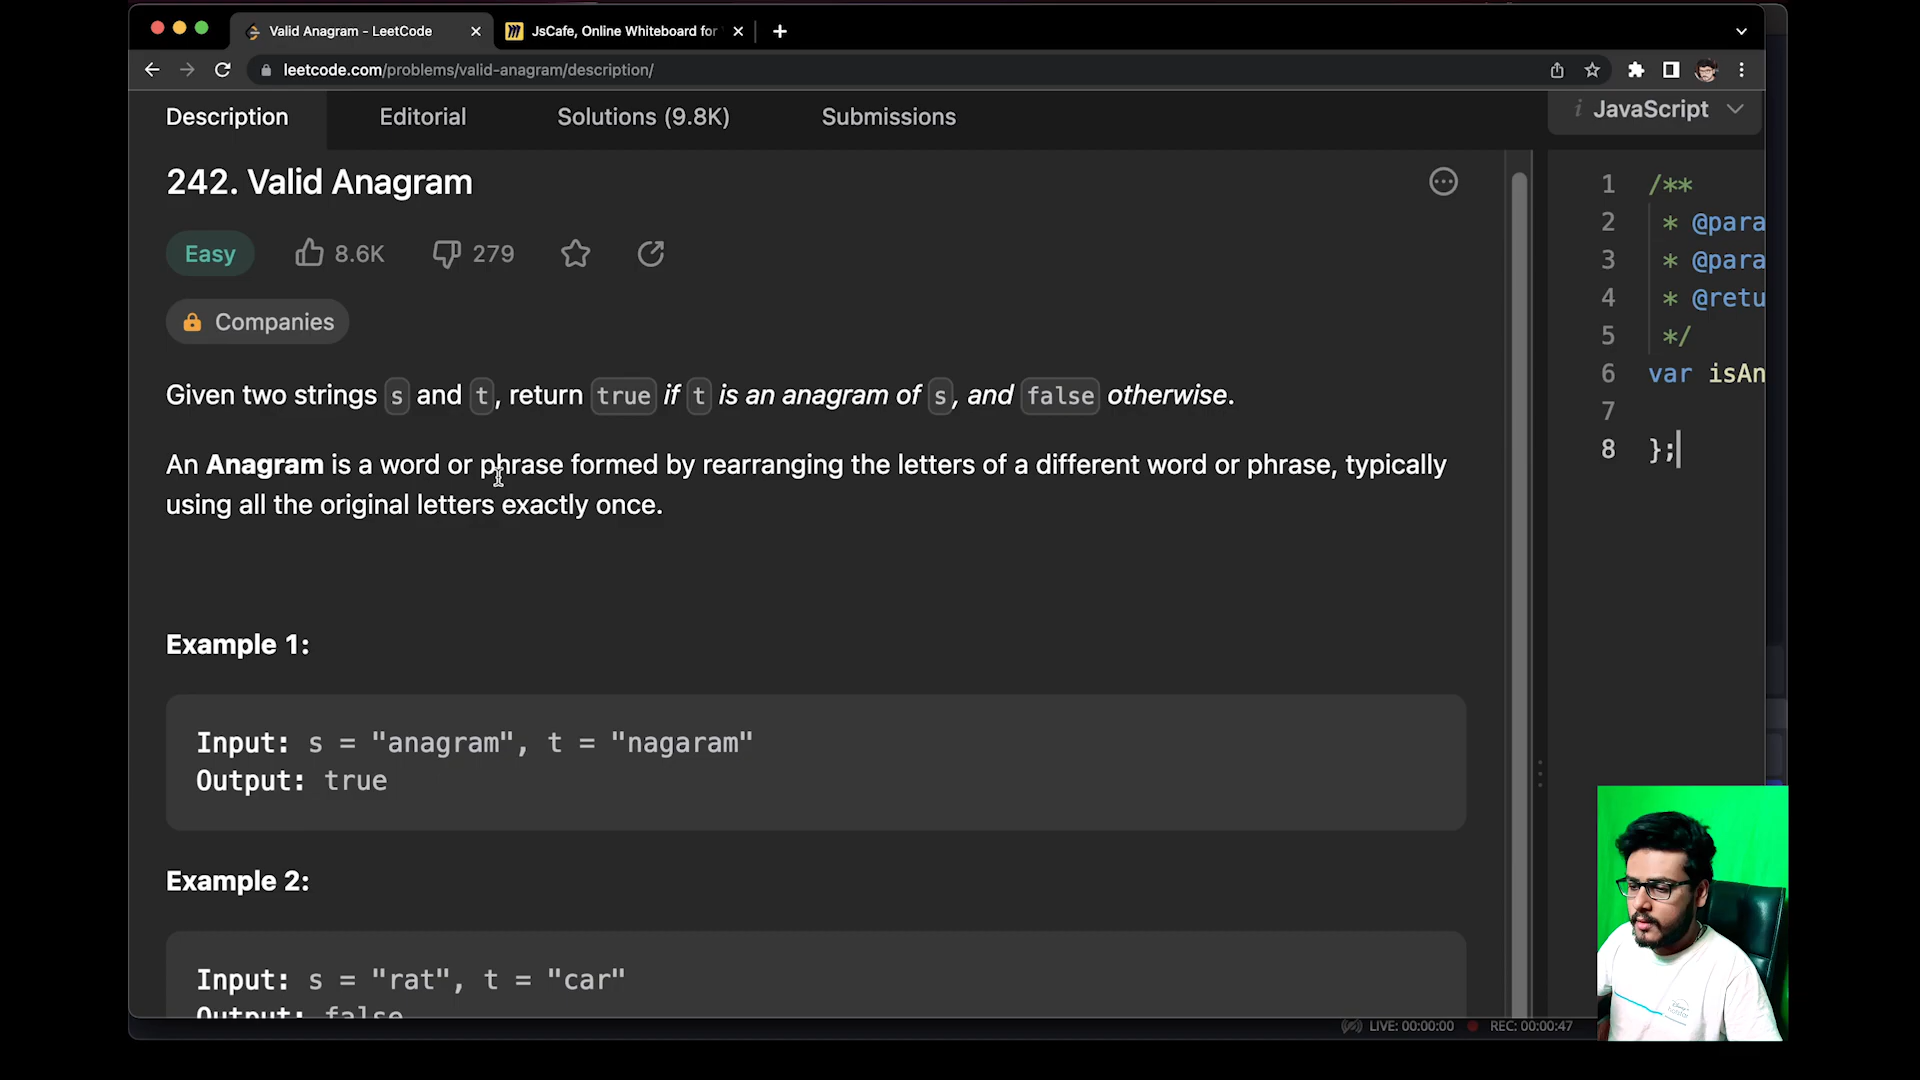 Valid Anagram - LeetCode
JsCafe, Online Whiteboard for
leetcode.com/problems/valid-anagram/description/
Description
Editorial
Solutions (9.8K)
Submissions
i JavaScript
242. Valid Anagram
Easy
8.6K
279
Companies
Given two strings s and t, return true if t is an anagram of s, and false otherwise.
An Anagram is a word or phrase formed by rearranging the letters of a different word or phrase, typically
using all the original letters exactly once.
Example 1:
Input: s = "anagram", t = "nagaram"
Output: true
Example 2:
Input: s = "rat", t = "car"
Output: false
1 /**
2 * @para
3 * @para
4 * @retu
5 */
6 var isAn
7
8 };
LIVE: 00:00:00
REC: 00:00:47